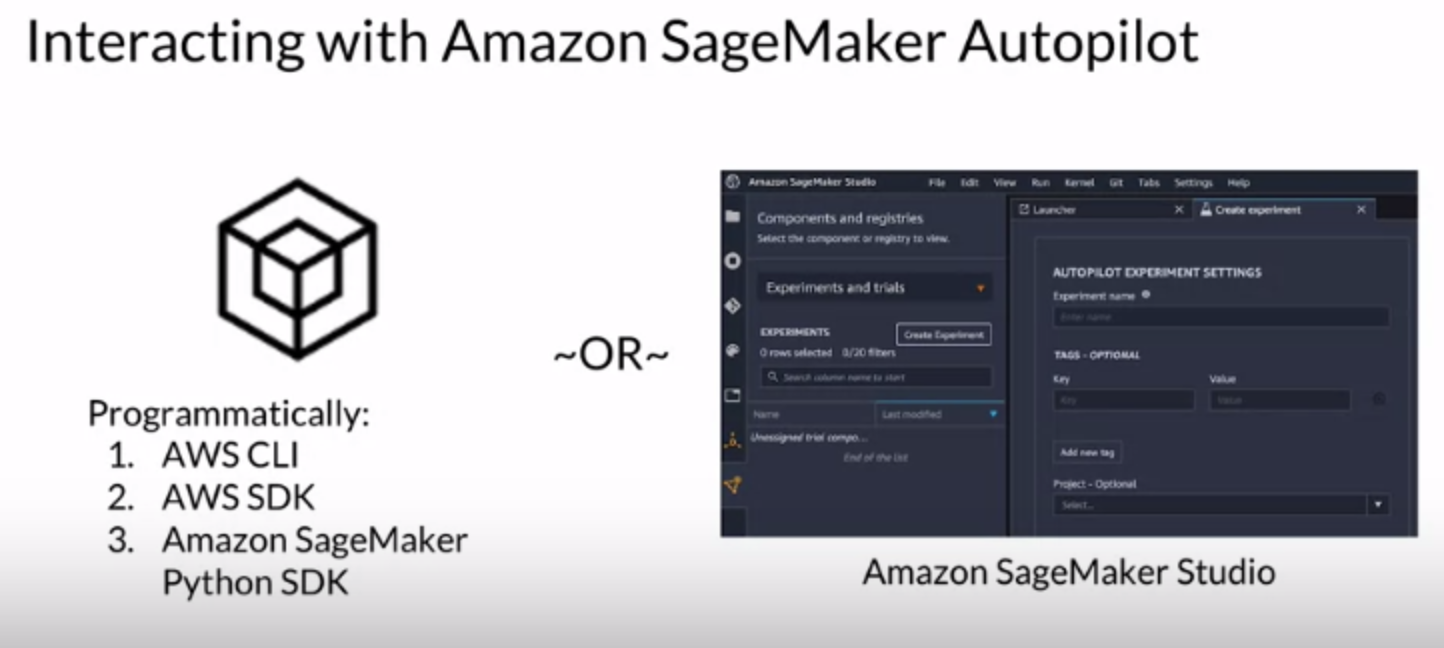 Interacting with Amazon SageMaker Autopilot
Programmatically:
1. AWS CLI
2. AWS SDK
3. Amazon SageMaker
Python SDK
~OR~
Amazon SageMaker Studio
File Edit View Run Kernel Git Tabs Settings Help
Components and registries
Select the component or registry to view.
Experiments and trials
EXPERIMENTS
Create Experiment
0 rows selected 0/20 filters
Search column name to start
Name Last modified
Unassigned trial compo...
End of the list
Launcher
Create experiment
AUTOPILOT EXPERIMENT SETTINGS
Experiment name
Enter name
TAGS - OPTIONAL
Key Value
Key Value
Add new tag
Project - Optional
Select...
Amazon SageMaker Studio